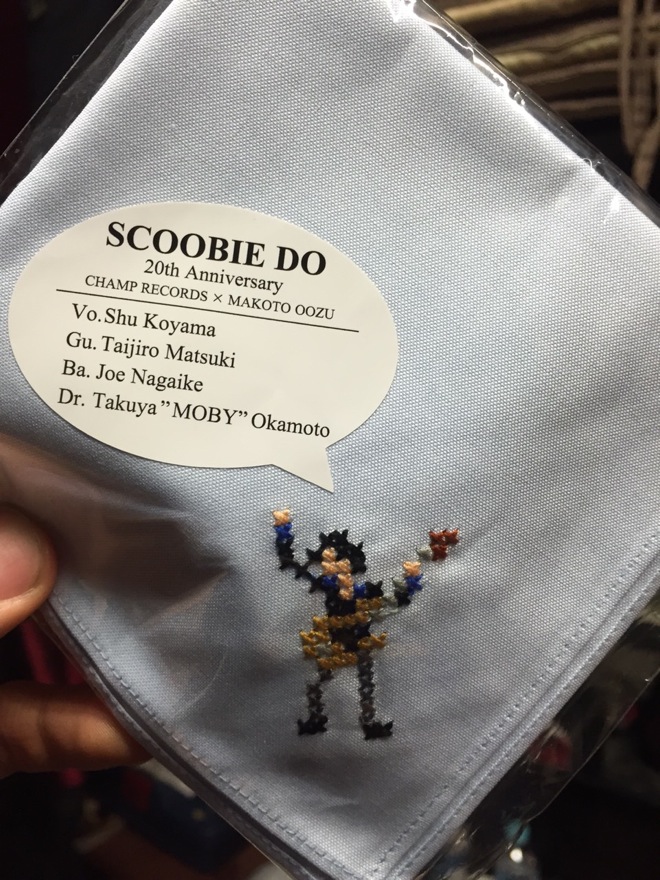 SCOOBIE DO
20th Anniversary
CHAMP RECORDS × MAKOTO OOZU
Vo. Shu Koyama
Gu. Taijiro Matsuki
Ba. Joe Nagaike
Dr. Takuya ”MOBY” Okamoto